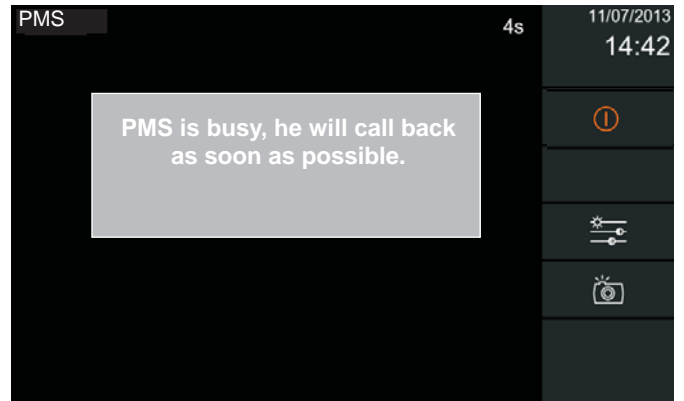 PMS
4s
11/07/2013
14:42
PMS is busy, he will call back
as soon as possible.